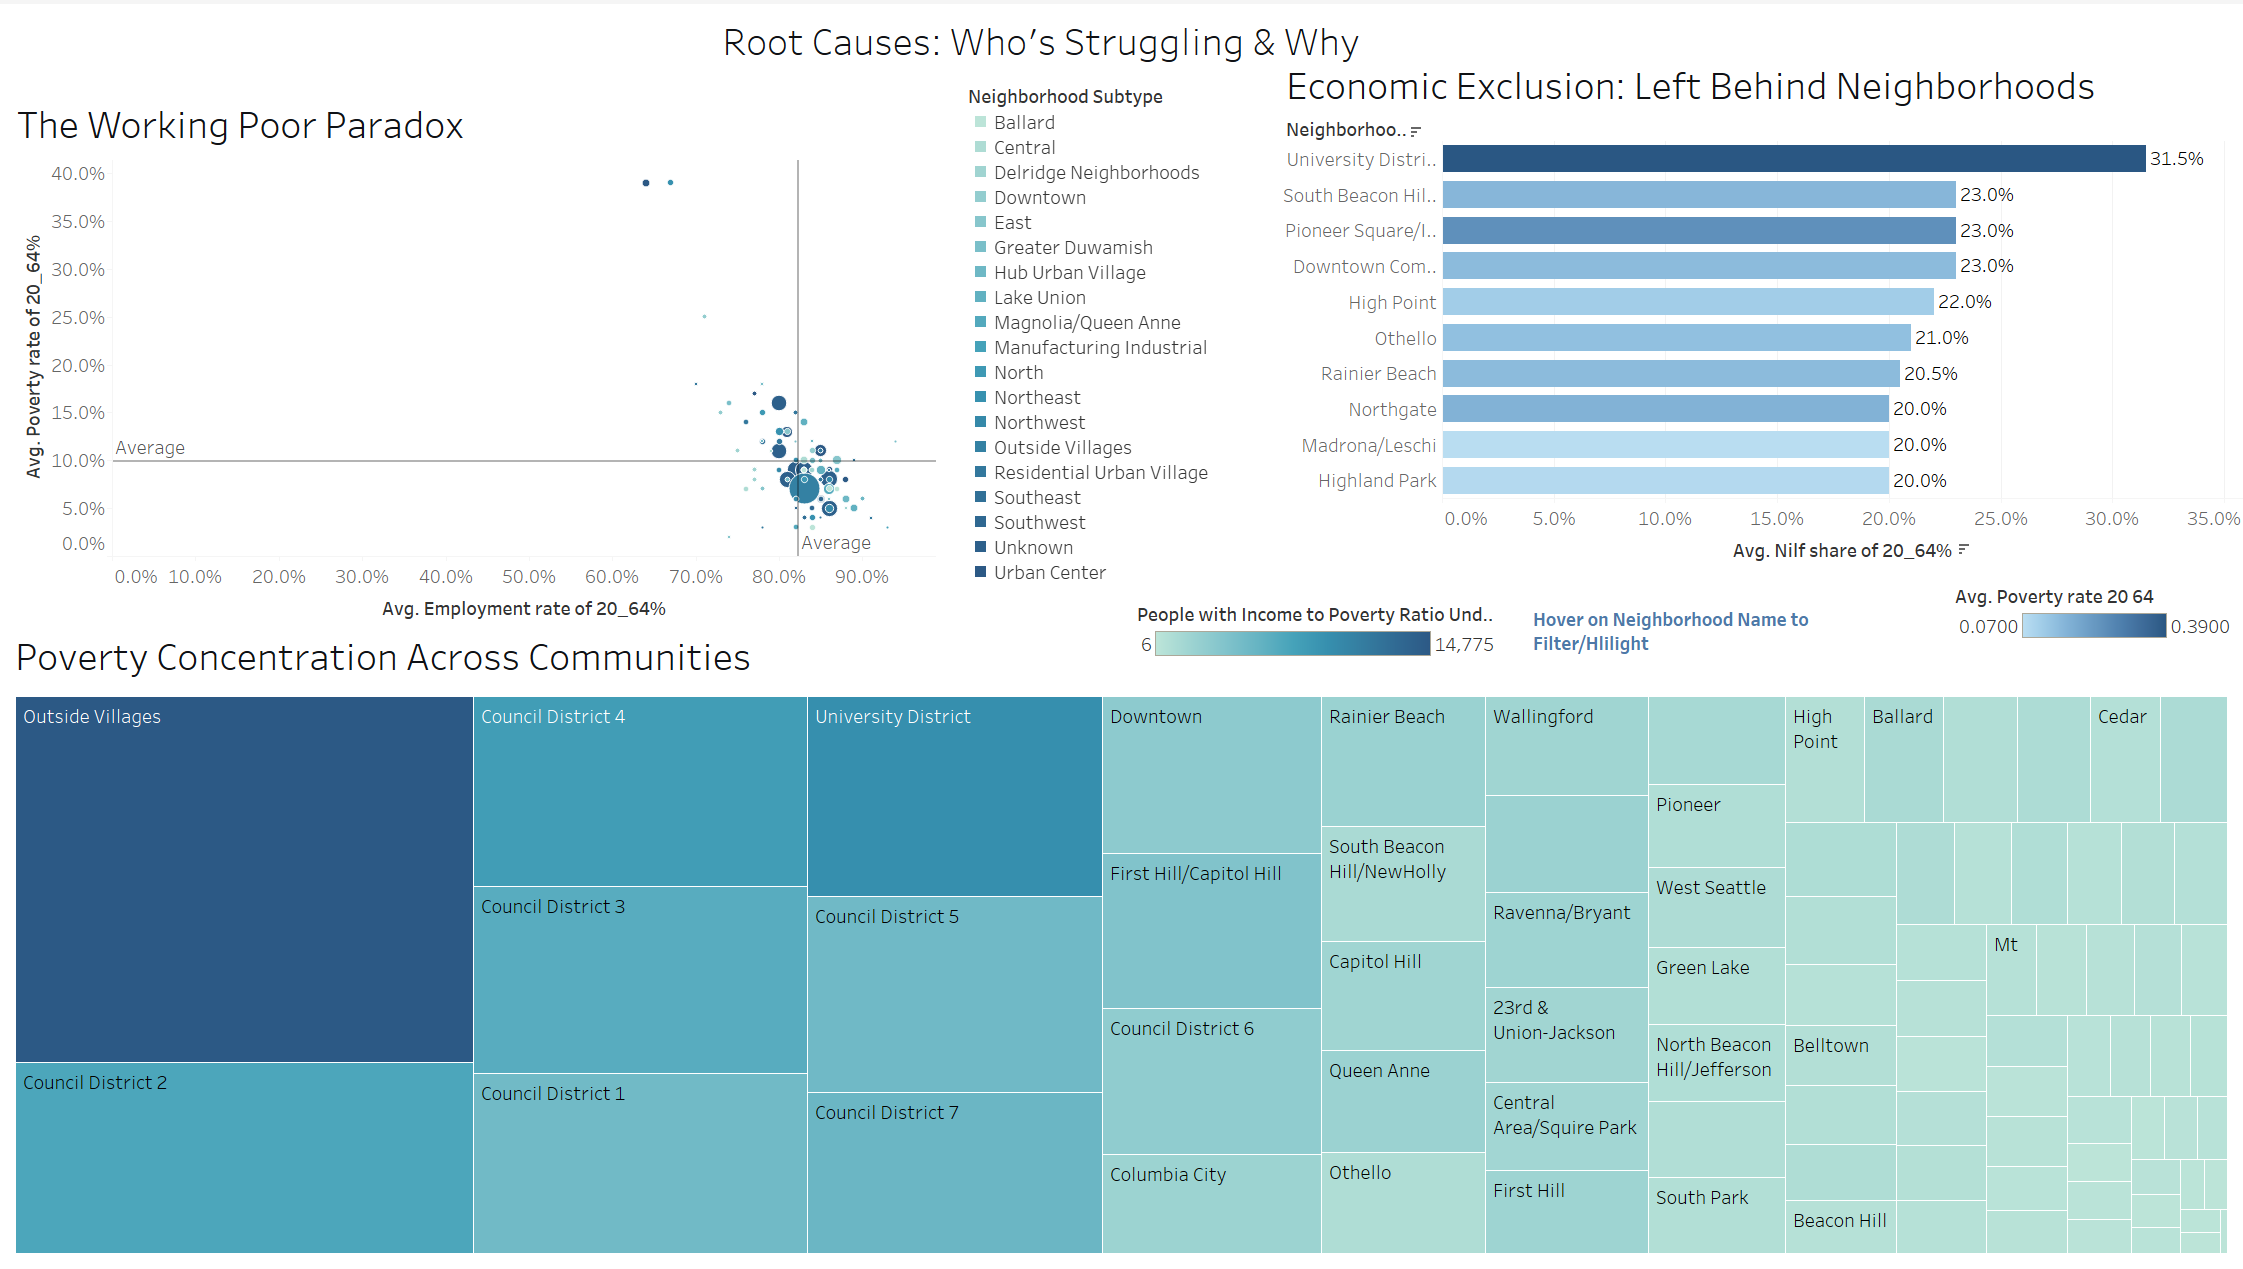 Root Causes: Who's Struggling & Why
The Working Poor Paradox
Avg. Poverty rate of 20_64%
40.0%
35.0%
30.0%
25.0%
20.0%
15.0%
10.0%
5.0%
0.0%
Average
Average
0.0%
10.0%
20.0%
30.0%
40.0%
50.0%
60.0%
70.0%
80.0%
90.0%
Avg. Employment rate of 20_64%
Neighborhood Subtype
Ballard
Central
Delridge Neighborhoods
Downtown
East
Greater Duwamish
Hub Urban Village
Lake Union
Magnolia/Queen Anne
Manufacturing Industrial
North
Northeast
Northwest
Outside Villages
Residential Urban Village
Southeast
Southwest
Unknown
Urban Center
Economic Exclusion: Left Behind Neighborhoods
Neighborhoo..
University Distri.. 31.5%
South Beacon Hil.. 23.0%
Pioneer Square/I.. 23.0%
Downtown Com.. 23.0%
High Point 22.0%
Othello 21.0%
Rainier Beach 20.5%
Northgate 20.0%
Madrona/Leschi 20.0%
Highland Park 20.0%
0.0%
5.0%
10.0%
15.0%
20.0%
25.0%
30.0%
35.0%
Avg. Nilf share of 20_64%
People with Income to Poverty Ratio Und..
6
14,775
Hover on Neighborhood Name to
Filter/Hlilight
Avg. Poverty rate 20 64
0.0700
0.3900
Poverty Concentration Across Communities
Outside Villages
Council District 2
Council District 4
Council District 3
Council District 1
University District
Council District 5
Council District 7
Downtown
First Hill/Capitol Hill
Council District 6
Columbia City
Rainier Beach
South Beacon
Hill/NewHolly
Capitol Hill
Queen Anne
Othello
Wallingford
Ravenna/Bryant
23rd &
Union-Jackson
Central
Area/Squire Park
First Hill
Pioneer
West Seattle
Green Lake
North Beacon
Hill/Jefferson
South Park
High
Point
Belltown
Beacon Hill
Ballard
Cedar
Mt